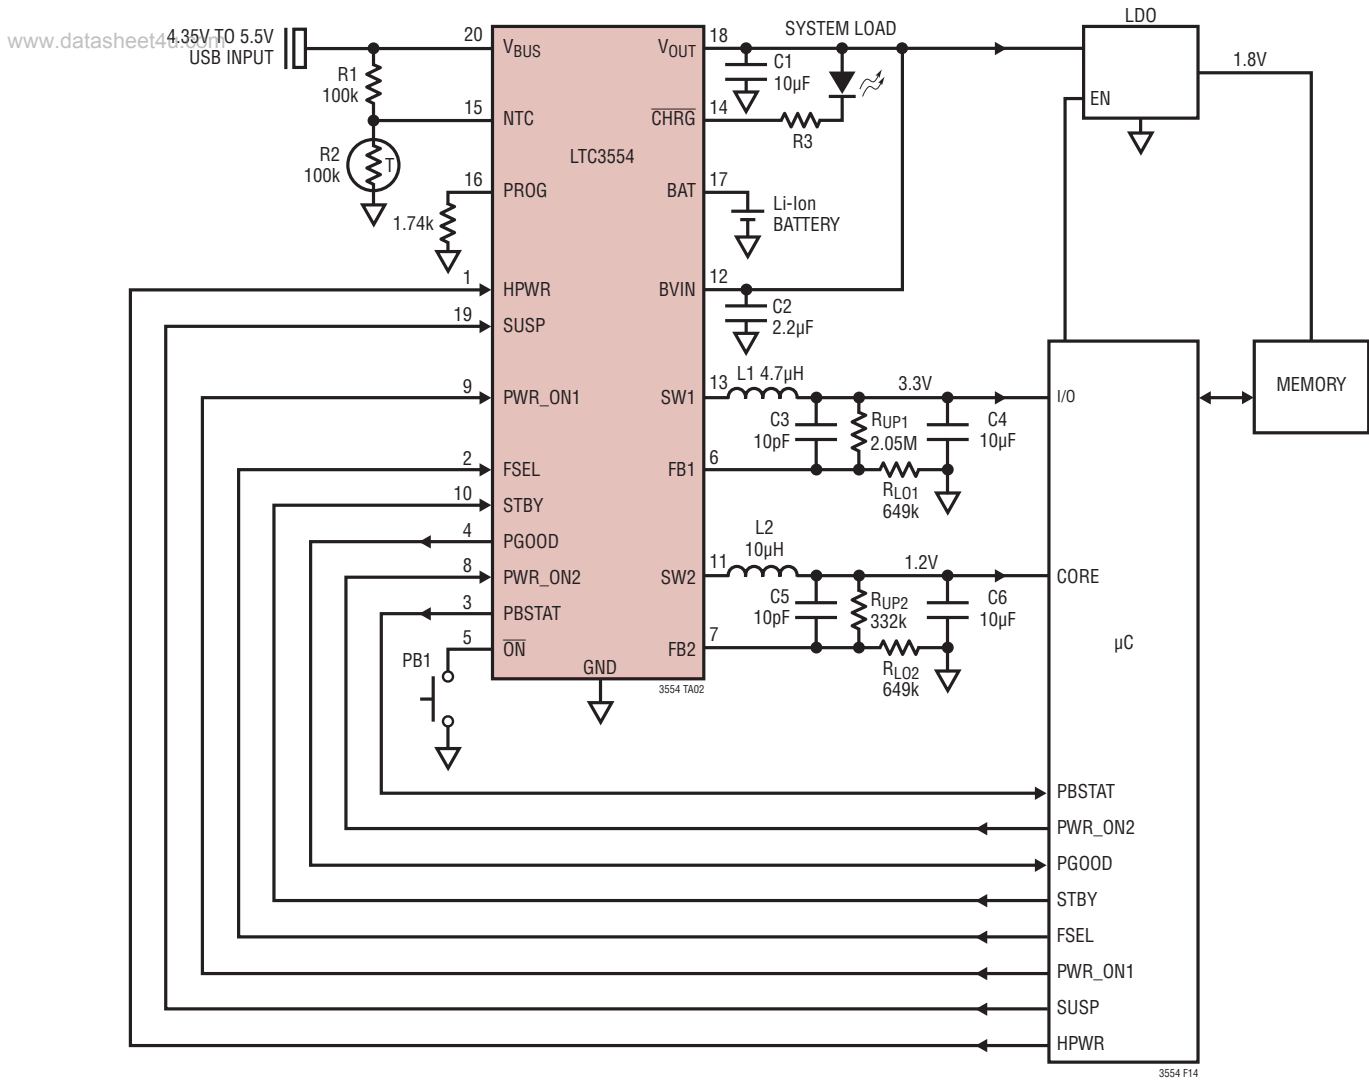 www.datasheet4u.com
4.35V TO 5.5V
USB INPUT
R1
100k
R2
100k
T
1.74k
20
15
16
1
19
9
2
10
4
8
3
5
PB1
VBUS
NTC
PROG
HPWR
SUSP
PWR_ON1
FSEL
STBY
PGOOD
PWR_ON2
PBSTAT
ON
LTC3554
GND
VOUT
CHRG
BAT
BVIN
SW1
FB1
SW2
FB2
3554 TA02
18
14
17
12
13
6
11
7
SYSTEM LOAD
C1
10µF
R3
Li-Ion
BATTERY
C2
2.2µF
L1 4.7µH
3.3V
C3
10pF
RUP1
2.05M
C4
10µF
RLO1
649k
L2
10µH
1.2V
C5
10pF
RUP2
332k
C6
10µF
RLO2
649k
LDO
EN
1.8V
MEMORY
I/O
CORE
µC
PBSTAT
PWR_ON2
PGOOD
STBY
FSEL
PWR_ON1
SUSP
HPWR
3554 F14